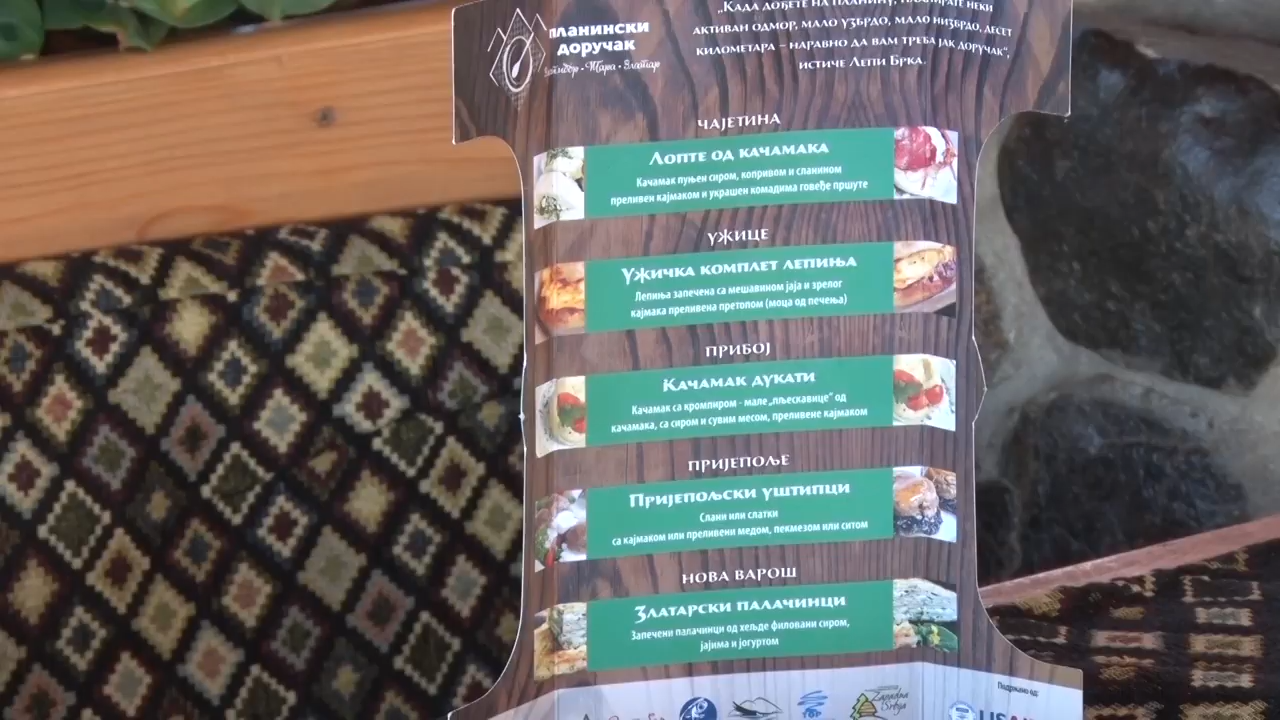 планински
доручак
Златибор • Тара • Златар
„Када дођете на планину,
активан одмор, мало узбрдо, мало низбрдо, десет
километара – наравно да вам треба јак доручак“,
истиче Лепи Брка.
ЧАЈЕТИНА
Лопте од качамака
Качамак пуњен сиром, копривом и сланином
преливен кајмаком и украшен комадима говеђе пршуте
УЖИЦЕ
Ужичка комплет лепиња
Лепиња запечена са мешавином јаја и зрелог
кајмака преливена претопом (моца од печења)
ПРИБОЈ
Качамак дукати
Качамак са кромпиром - мале „пљескавице“ од
качамака, са сиром и сувим месом, преливене кајмаком
ПРИЈЕПОЉЕ
Пријепољски уштипци
Слани или слатки
са кајмаком или преливени медом, пекмезом или ситом
НОВА ВАРОШ
Златарски палачинци
Запечени палачинци од хељде филовани сиром,
јајима и јогуртом
Zapadna
Srbija
Подржано од: